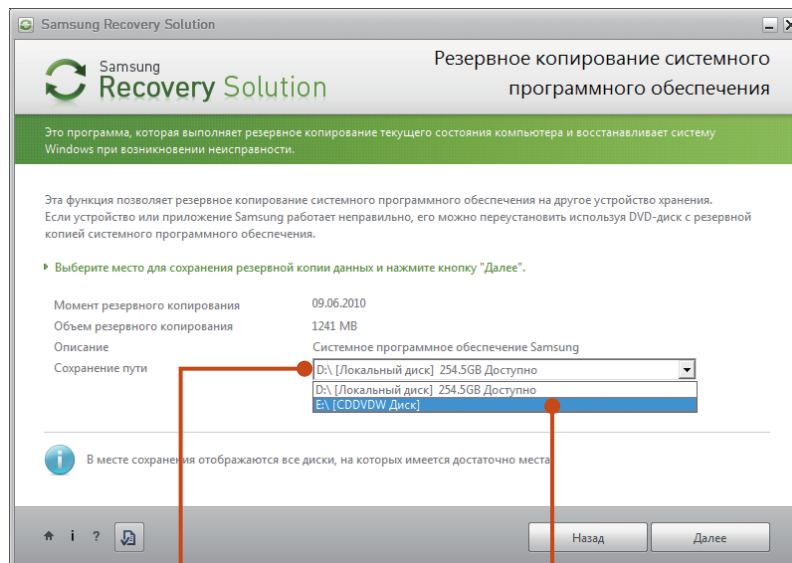 Samsung Recovery Solution
Samsung
Recovery Solution
Резервное копирование системного
программного обеспечения
Это программа, которая выполняет резервное копирование текущего состояния компьютера и восстанавливает систему
Windows при возникновении неисправности.
Эта функция позволяет резервное копирование системного программного обеспечения на другое устройство хранения.
Если устройство или приложение Samsung работает неправильно, его можно переустановить используя DVD-диск с резервной
копией системного программного обеспечения.
Выберите место для сохранения резервной копии данных и нажмите кнопку "Далее".
Момент резервного копирования 09.06.2010
Объем резервного копирования 1241 MB
Описание Системное программное обеспечение Samsung
Сохранение пути D:\ [Локальный диск] 254.5GB Доступно
D:\ [Локальный диск] 254.5GB Доступно
E:\ [CDDVDW Диск]
В месте сохранения отображаются все диски, на которых имеется достаточно места
i ?
Назад Далее